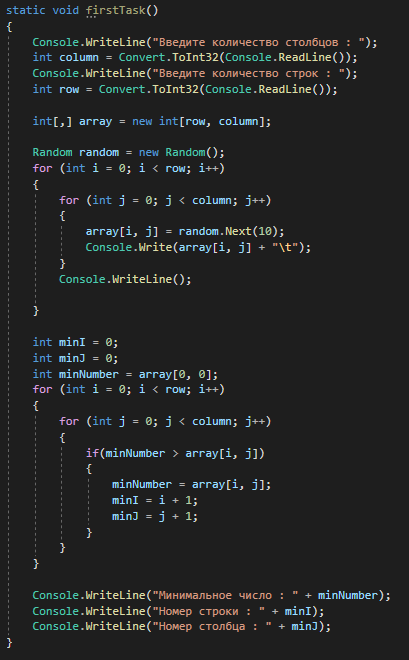 static void firstTask()
{
Console.WriteLine("Введите количество столбцов : ");
int column = Convert.ToInt32(Console.ReadLine());
Console.WriteLine("Введите количество строк : ");
int row = Convert.ToInt32(Console.ReadLine());
int[,] array = new int[row, column];
Random random = new Random();
for (int i = 0; i < row; i++)
{
for (int j = 0; j < column; j++)
{
array[i, j] = random.Next(10);
Console.Write(array[i, j] + "\t");
}
Console.WriteLine();
}
int minI = 0;
int minJ = 0;
int minNumber = array[0, 0];
for (int i = 0; i < row; i++)
{
for (int j = 0; j < column; j++)
{
if(minNumber > array[i, j])
{
minNumber = array[i, j];
minI = i + 1;
minJ = j + 1;
}
}
}
Console.WriteLine("Минимальное число : " + minNumber);
Console.WriteLine("Номер строки : " + minI);
Console.WriteLine("Номер столбца : " + minJ);
}